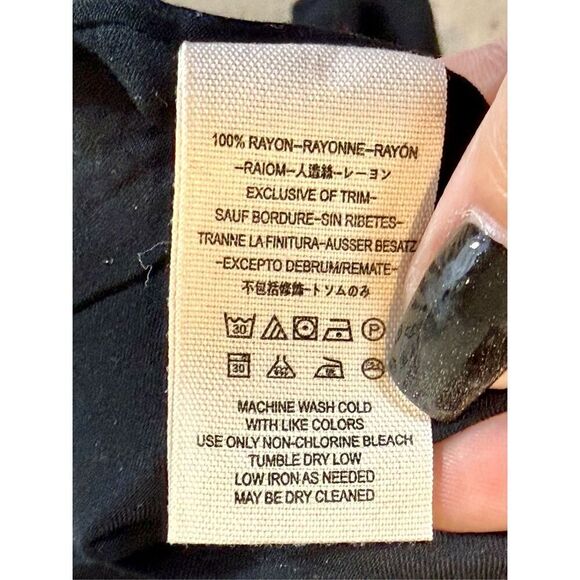 100% RAYON–RAYONNE–RAYÓN
–RAIOM–人造絲–レーヨン
EXCLUSIVE OF TRIM–
SAUF BORDURE–SIN RIBETES–
TRANNE LA FINITURA–AUSSER BESATZ
–EXCEPTO DEBRUM/REMATE–
不包括修飾–トソムのみ
30 P
30
MACHINE WASH COLD
WITH LIKE COLORS
USE ONLY NON-CHLORINE BLEACH
TUMBLE DRY LOW
LOW IRON AS NEEDED
MAY BE DRY CLEANED